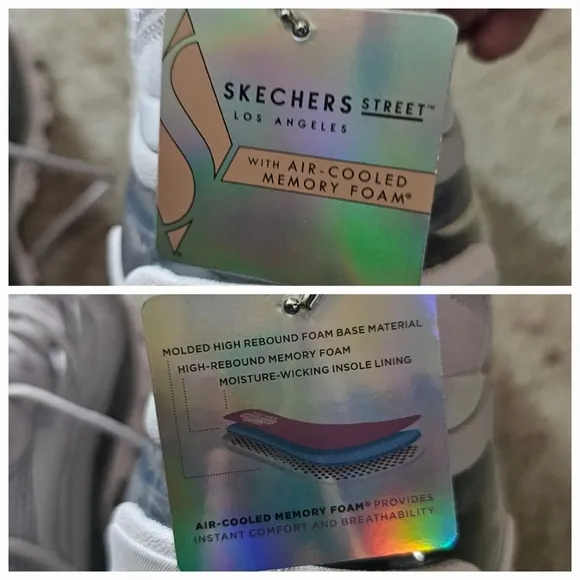 SKECHERS STREET™
LOS ANGELES
WITH AIR-COOLED
MEMORY FOAM®
MOLDED HIGH REBOUND FOAM BASE MATERIAL
HIGH-REBOUND MEMORY FOAM
MOISTURE-WICKING INSOLE LINING
AIR-COOLED MEMORY FOAM® PROVIDES
INSTANT COMFORT AND BREATHABILITY.